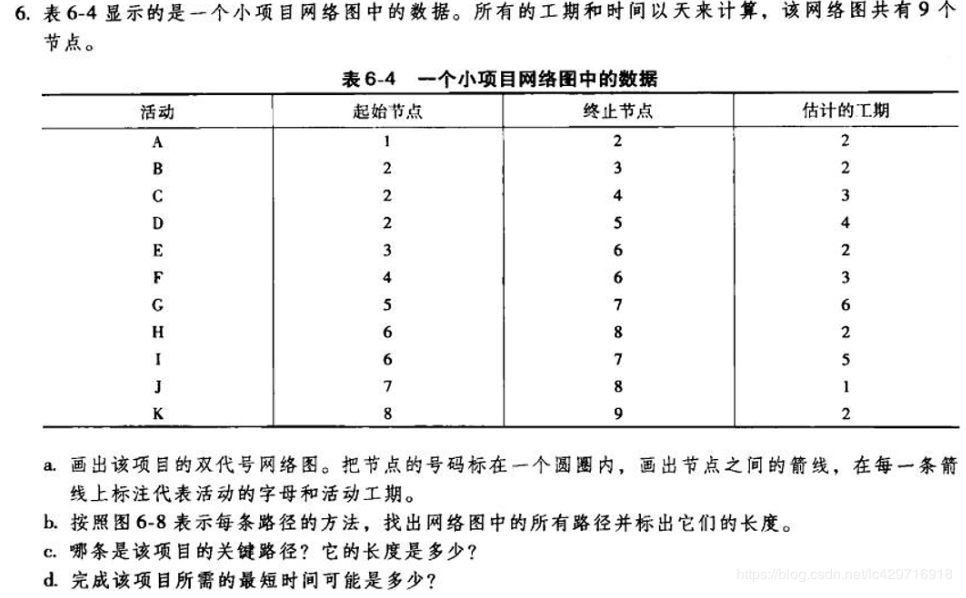 6. 表 6-4 显示的是一个小项目网络图中的数据。所有的工期和时间以天来计算，该网络图共有 9 个
节点。
表 6-4 一个小项目网络图中的数据
活动 起始节点 终止节点 估计的工期
A 1 2 2
B 2 3 2
C 2 4 3
D 2 5 4
E 3 6 2
F 4 6 3
G 5 7 6
H 6 8 2
I 6 7 5
J 7 8 1
K 8 9 2
a. 画出该项目的双代号网络图。把节点的号码标在一个圆圈内，画出节点之间的箭线，在每一条箭
线上标注代表活动的字母和活动工期。
b. 按照图 6-8 表示每条路径的方法，找出网络图中的所有路径并标出它们的长度。
c. 哪条是该项目的关键路径？它的长度是多少？
d. 完成该项目所需的最短时间可能是多少？
https://blog.csdn.net/lc429716918